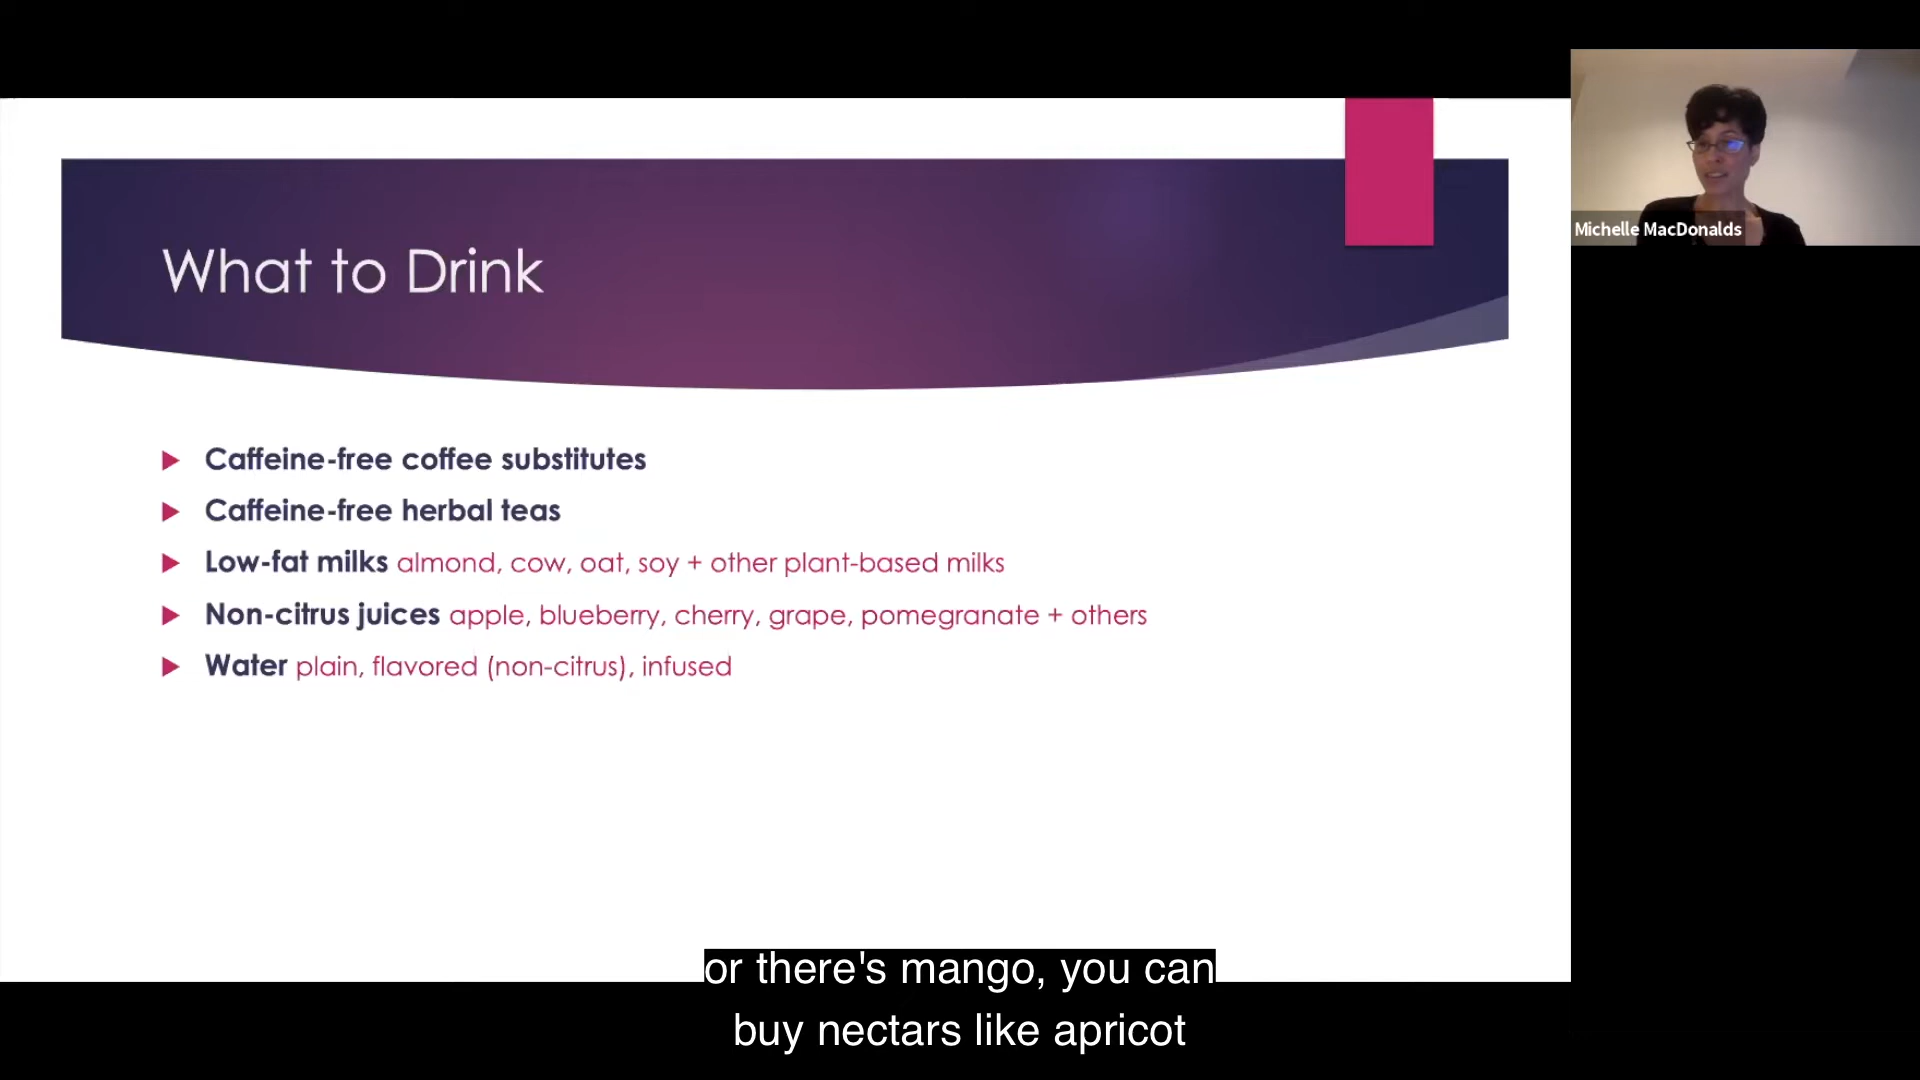 What to Drink
Michelle MacDonalds
Caffeine-free coffee substitutes
Caffeine-free herbal teas
Low-fat milks almond, cow, oat, soy + other plant-based milks
Non-citrus juices apple, blueberry, cherry, grape, pomegranate + others
Water plain, flavored (non-citrus), infused
or there's mango, you can
buy nectars like apricot